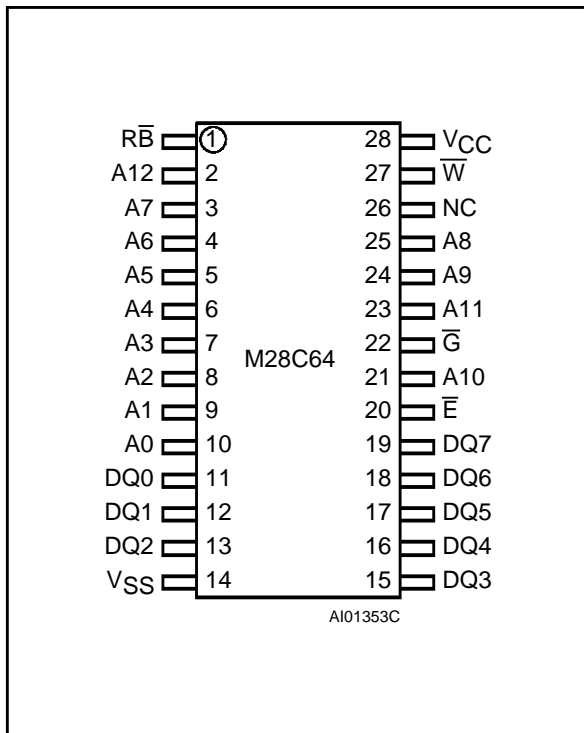 RB̅ 1 28 VCC
A12 2 27 W̅
A7 3 26 NC
A6 4 25 A8
A5 5 24 A9
A4 6 23 A11
A3 7 22 G̅
M28C64
A2 8 21 A10
A1 9 20 E̅
A0 10 19 DQ7
DQ0 11 18 DQ6
DQ1 12 17 DQ5
DQ2 13 16 DQ4
VSS 14 15 DQ3
AI01353C